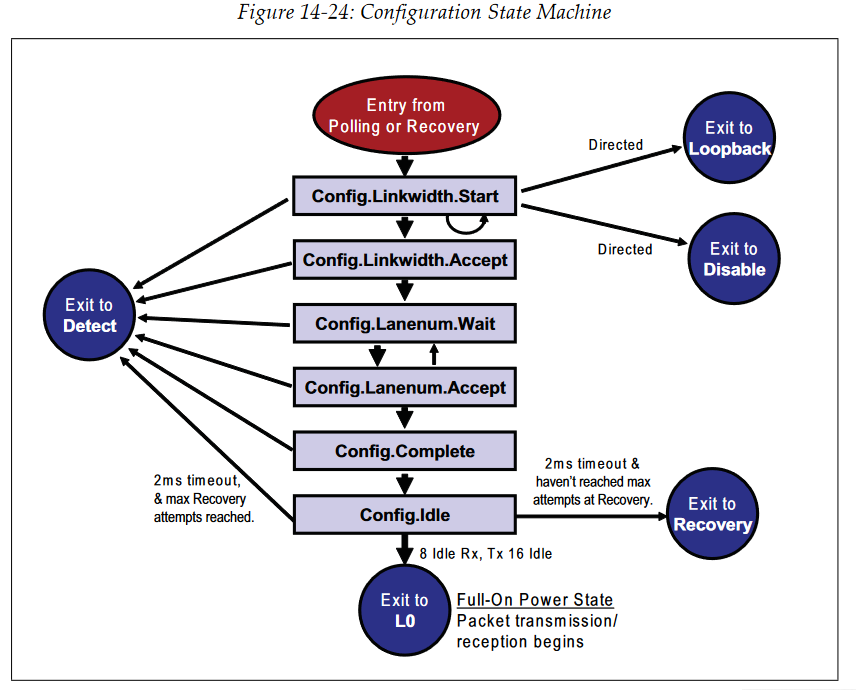 Figure 14-24: Configuration State Machine
Entry from
Polling or Recovery
Exit to
Loopback
Directed
Config.Linkwidth.Start
Directed
Exit to
Disable
Config.Linkwidth.Accept
Exit to
Detect
Config.Lanenum.Wait
Config.Lanenum.Accept
Config.Complete
2ms timeout,
& max Recovery
attempts reached.
2ms timeout &
haven't reached max
attempts at Recovery.
Config.Idle
Exit to
Recovery
8 Idle Rx, Tx 16 Idle
Exit to
L0
Full-On Power State
Packet transmission/
reception begins